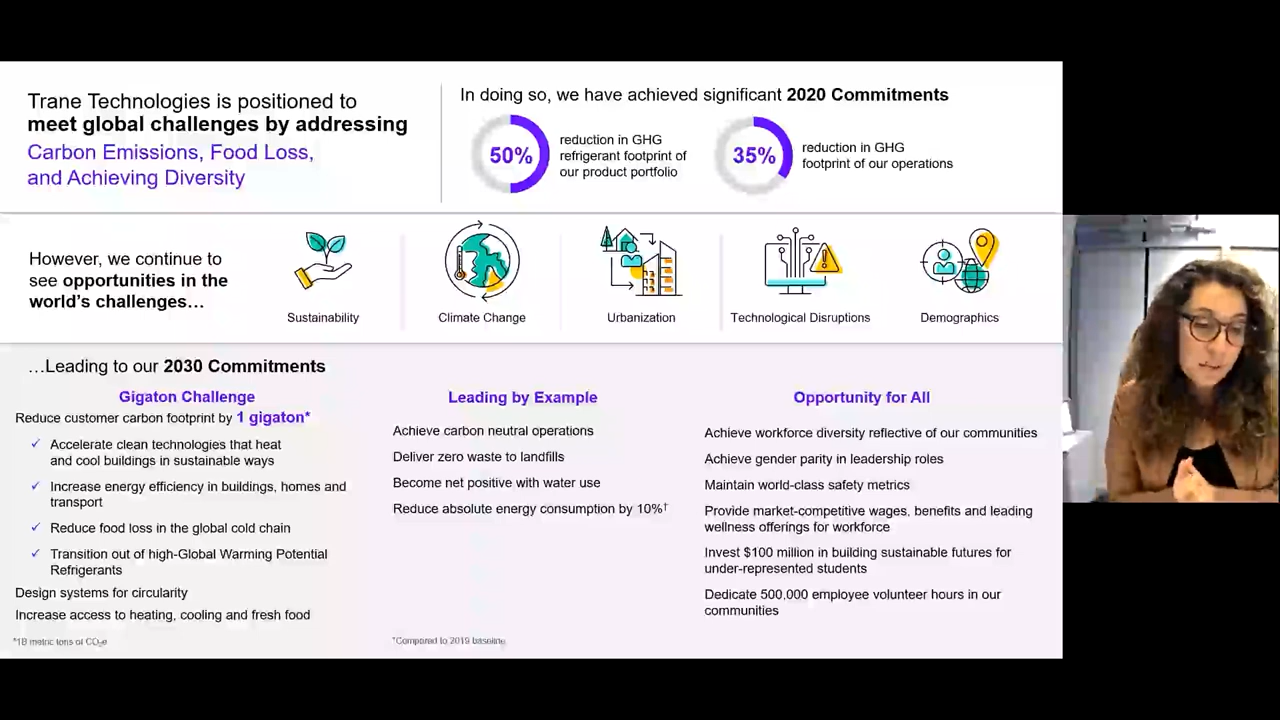 Trane Technologies is positioned to
meet global challenges by addressing
Carbon Emissions, Food Loss,
and Achieving Diversity
In doing so, we have achieved significant 2020 Commitments
50%
reduction in GHG
refrigerant footprint of
our product portfolio
35%
reduction in GHG
footprint of our operations
However, we continue to
see opportunities in the
world's challenges…
Sustainability
Climate Change
Urbanization
Technological Disruptions
Demographics
…Leading to our 2030 Commitments
Gigaton Challenge
Reduce customer carbon footprint by 1 gigaton*
✓ Accelerate clean technologies that heat
and cool buildings in sustainable ways
✓ Increase energy efficiency in buildings, homes and
transport
✓ Reduce food loss in the global cold chain
✓ Transition out of high-Global Warming Potential
Refrigerants
Design systems for circularity
Increase access to heating, cooling and fresh food
*1B metric tons of CO₂e
Leading by Example
Achieve carbon neutral operations
Deliver zero waste to landfills
Become net positive with water use
Reduce absolute energy consumption by 10%†
†Compared to 2019 baseline
Opportunity for All
Achieve workforce diversity reflective of our communities
Achieve gender parity in leadership roles
Maintain world-class safety metrics
Provide market-competitive wages, benefits and leading
wellness offerings for workforce
Invest $100 million in building sustainable futures for
under-represented students
Dedicate 500,000 employee volunteer hours in our
communities